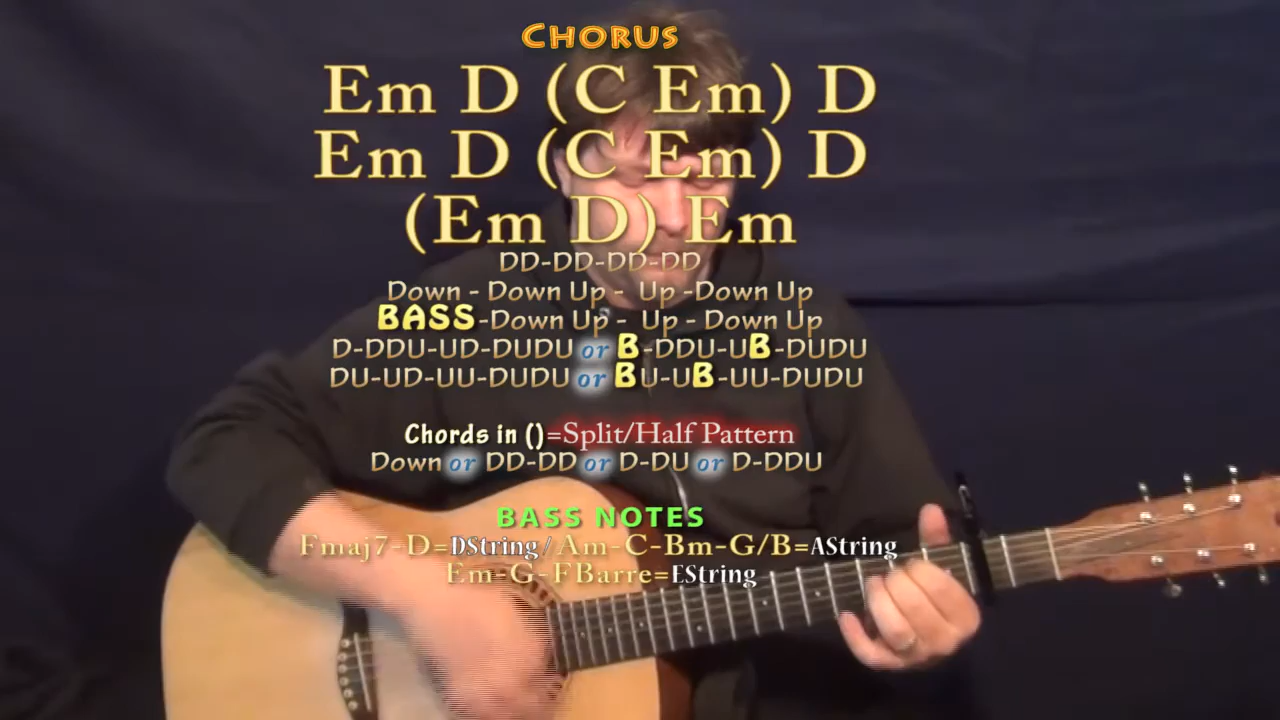 CHORUS
Em D (C Em) D
Em D (C Em) D
(Em D) Em
DD-DD-DD-DD
Down - Down Up - Up -Down Up
BASS-Down Up - Up - Down Up
D-DDU-UD-DUDU or B-DDU-UB-DUDU
DU-UD-UU-DUDU or BU-UB-UU-DUDU
Chords in ()=Split/Half Pattern
Down or DD-DD or D-DU or D-DDU
BASS NOTES
Fmaj7-D=DString/Am-C-Bm-G/B=AString
Em-G-FBarre=EString